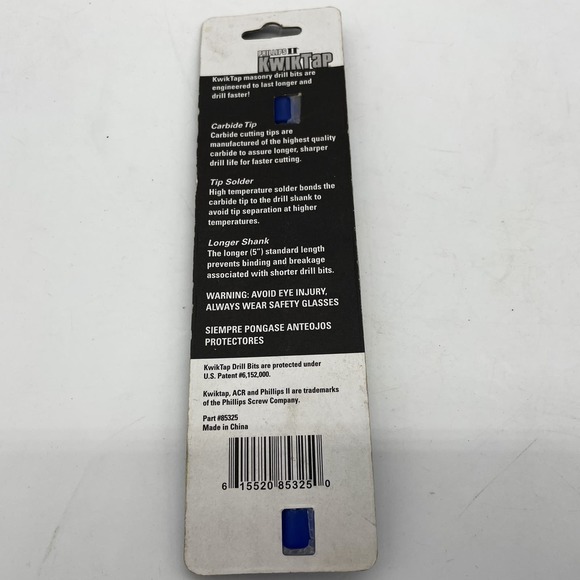 PHILLIPS II
KWIKTAP
KwikTap masonry drill bits are
engineered to last longer and
drill faster!
Carbide Tip
Carbide cutting tips are
manufactured of the highest quality
carbide to assure longer, sharper
drill life for faster cutting.
Tip Solder
High temperature solder bonds the
carbide tip to the drill shank to
avoid tip separation at higher
temperatures.
Longer Shank
The longer (5") standard length
prevents binding and breakage
associated with shorter drill bits.
WARNING: AVOID EYE INJURY,
ALWAYS WEAR SAFETY GLASSES
SIEMPRE PONGASE ANTEOJOS
PROTECTORES
KwikTap Drill Bits are protected under
U.S. Patent #6,152,000.
Kwiktap, ACR and Phillips II are trademarks
of the Phillips Screw Company.
Part #85325
Made in China
6 15520 85325 0